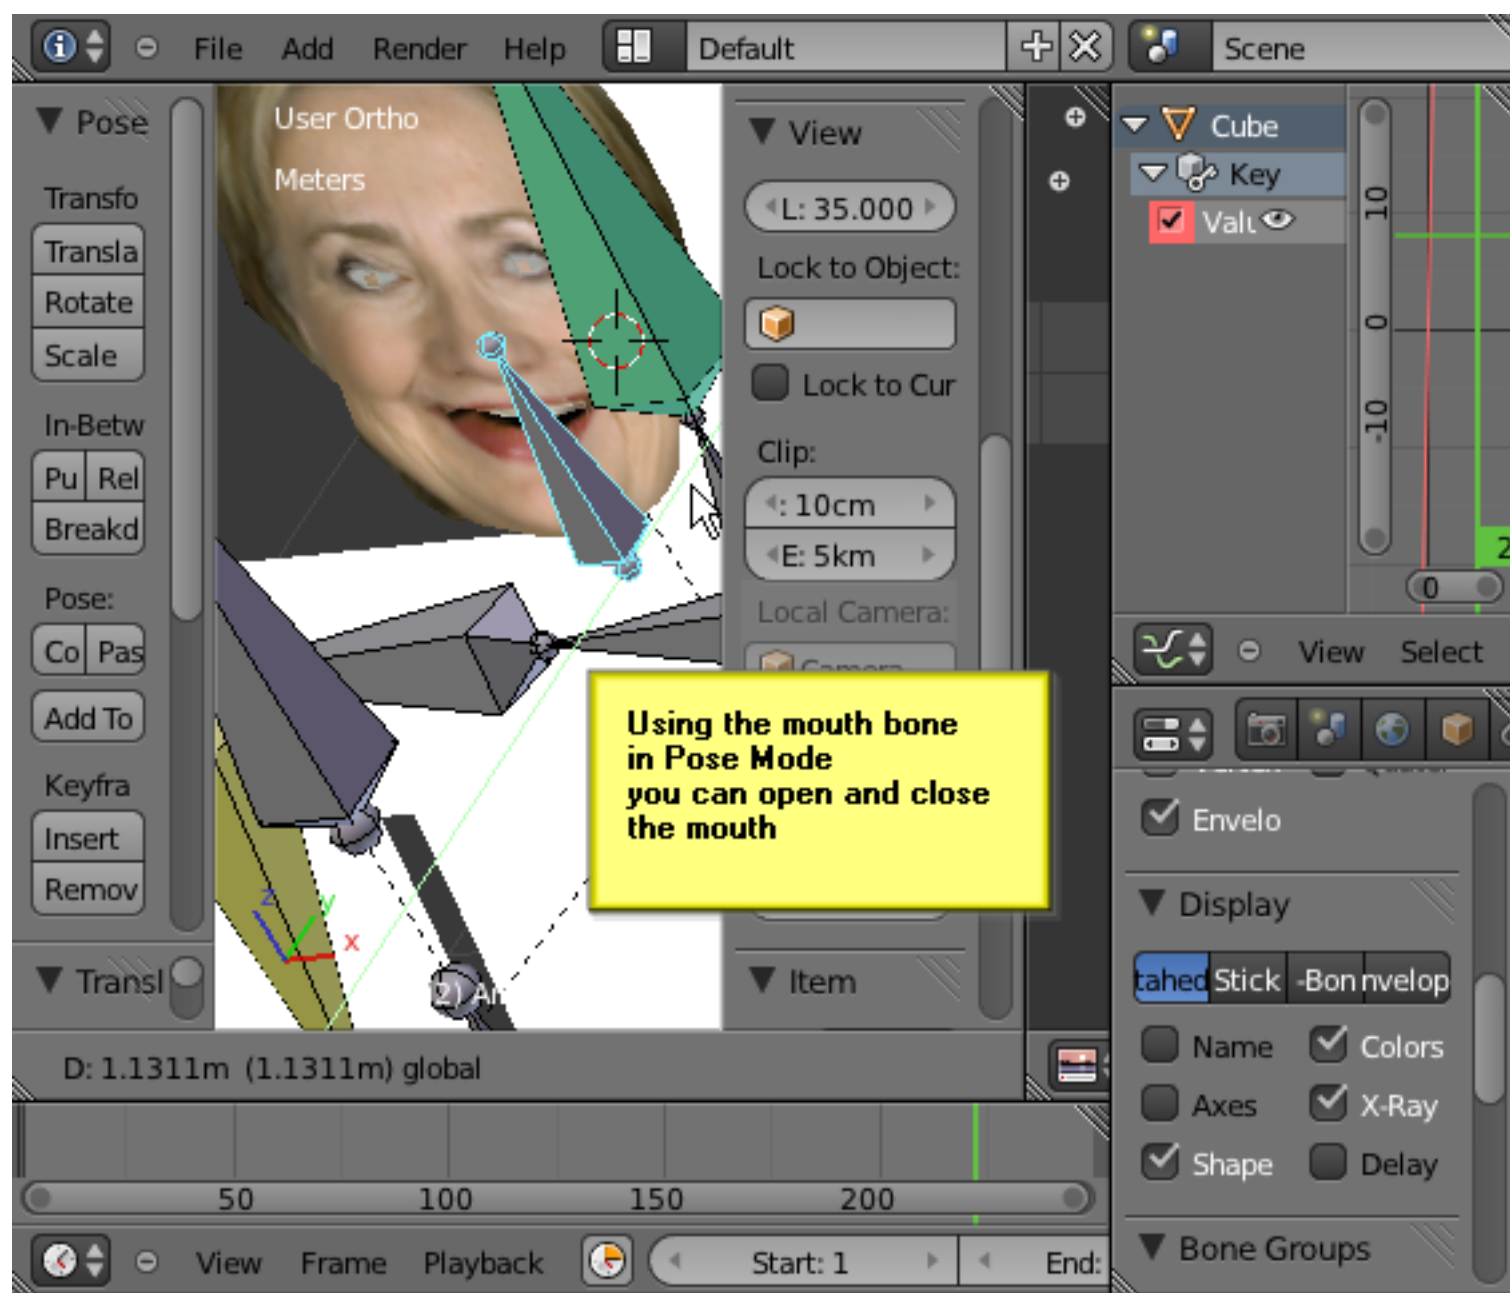 File Add Render Help Default Scene
Pose
Transfo
Transla
Rotate
Scale
In-Betw
Pu Rel
Breakd
Pose:
Co Pas
Add To
Keyfra
Insert
Remov
Transl
User Ortho
Meters
z y x
View
L: 35.000
Lock to Object:
Lock to Cur
Clip:
: 10cm
E: 5km
Local Camera:
Camera
Item
Using the mouth bone
in Pose Mode
you can open and close
the mouth
D: 1.1311m (1.1311m) global
50 100 150 200
View Frame Playback Start: 1 End:
Cube
Key
Valu
10
0
-10
2
0
View Select
Envelo
Display
tahed Stick -Bon nvelop
Name Colors
Axes X-Ray
Shape Delay
Bone Groups